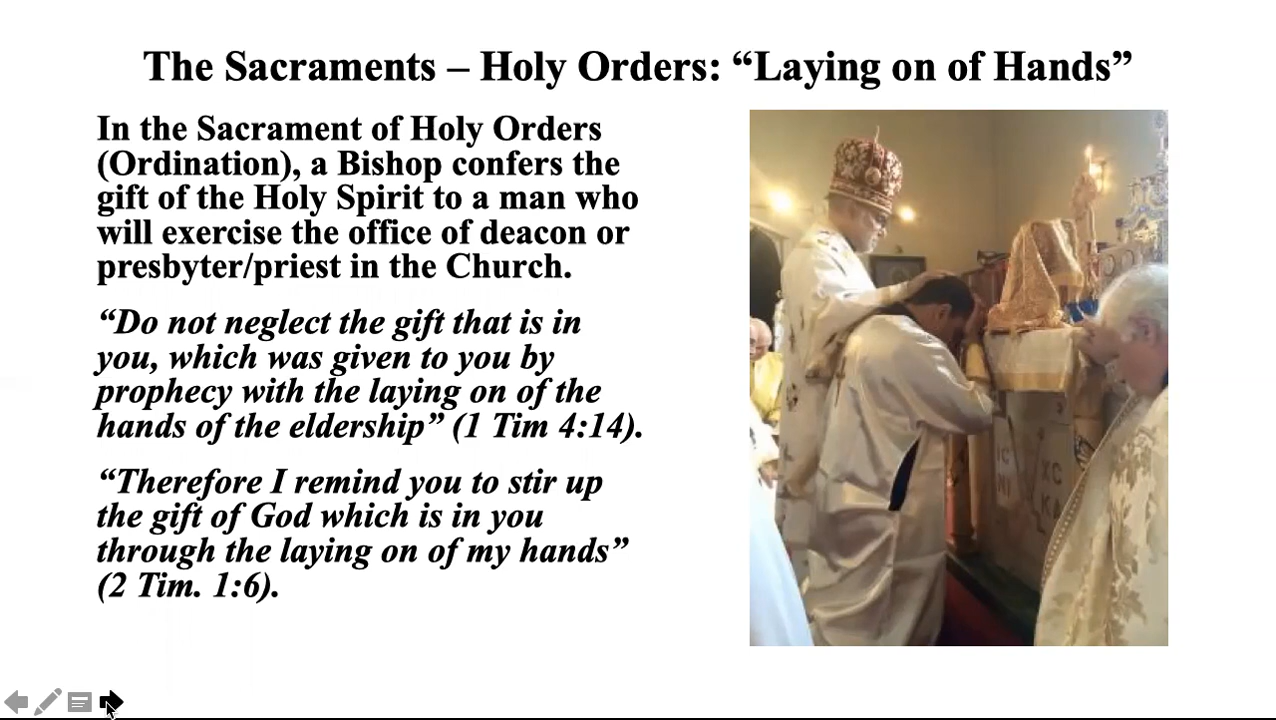 The Sacraments – Holy Orders: “Laying on of Hands”
In the Sacrament of Holy Orders
(Ordination), a Bishop confers the
gift of the Holy Spirit to a man who
will exercise the office of deacon or
presbyter/priest in the Church.
“Do not neglect the gift that is in
you, which was given to you by
prophecy with the laying on of the
hands of the eldership” (1 Tim 4:14).
“Therefore I remind you to stir up
the gift of God which is in you
through the laying on of my hands”
(2 Tim. 1:6).
IC XC
NI KA